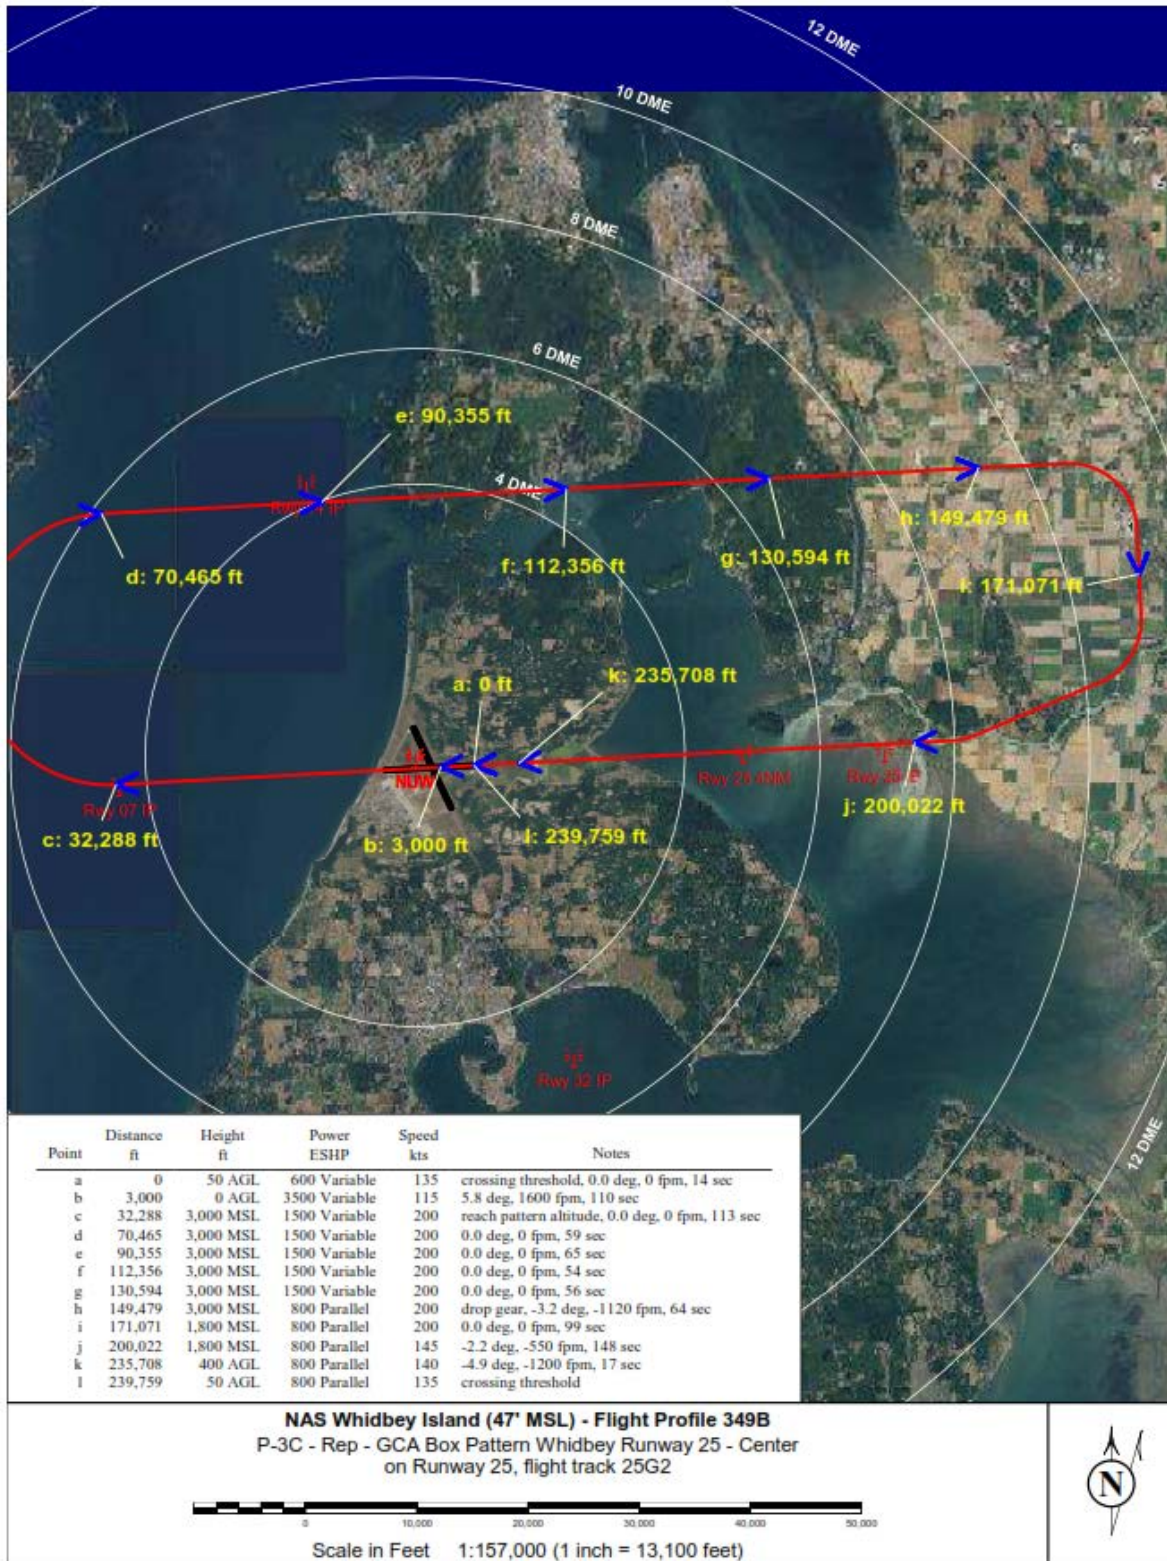 12 DME
10 DME
8 DME
6 DME
e: 90,355 ft
4 DME
d: 70,465 ft
f: 112,356 ft
g: 130,594 ft
h: 149,479 ft
i: 171,071 ft
k: 235,708 ft
a: 0 ft
NUW
Rwy 25 4NM
Rwy 25 IP
Rwy 07 IP
c: 32,288 ft
b: 3,000 ft
l: 239,759 ft
j: 200,022 ft
Rwy 32 IP
12 DME
Point Distance ft Height ft Power ESHP Speed kts Notes
a 0 50 AGL 600 Variable 135 crossing threshold, 0.0 deg, 0 fpm, 14 sec
b 3,000 0 AGL 3500 Variable 115 5.8 deg, 1600 fpm, 110 sec
c 32,288 3,000 MSL 1500 Variable 200 reach pattern altitude, 0.0 deg, 0 fpm, 113 sec
d 70,465 3,000 MSL 1500 Variable 200 0.0 deg, 0 fpm, 59 sec
e 90,355 3,000 MSL 1500 Variable 200 0.0 deg, 0 fpm, 65 sec
f 112,356 3,000 MSL 1500 Variable 200 0.0 deg, 0 fpm, 54 sec
g 130,594 3,000 MSL 1500 Variable 200 0.0 deg, 0 fpm, 56 sec
h 149,479 3,000 MSL 800 Parallel 200 drop gear, -3.2 deg, -1120 fpm, 64 sec
i 171,071 1,800 MSL 800 Parallel 200 0.0 deg, 0 fpm, 99 sec
j 200,022 1,800 MSL 800 Parallel 145 -2.2 deg, -550 fpm, 148 sec
k 235,708 400 AGL 800 Parallel 140 -4.9 deg, -1200 fpm, 17 sec
l 239,759 50 AGL 800 Parallel 135 crossing threshold
NAS Whidbey Island (47' MSL) - Flight Profile 349B
P-3C - Rep - GCA Box Pattern Whidbey Runway 25 - Center
on Runway 25, flight track 25G2
0 10,000 20,000 30,000 40,000 50,000
Scale in Feet 1:157,000 (1 inch = 13,100 feet)
N